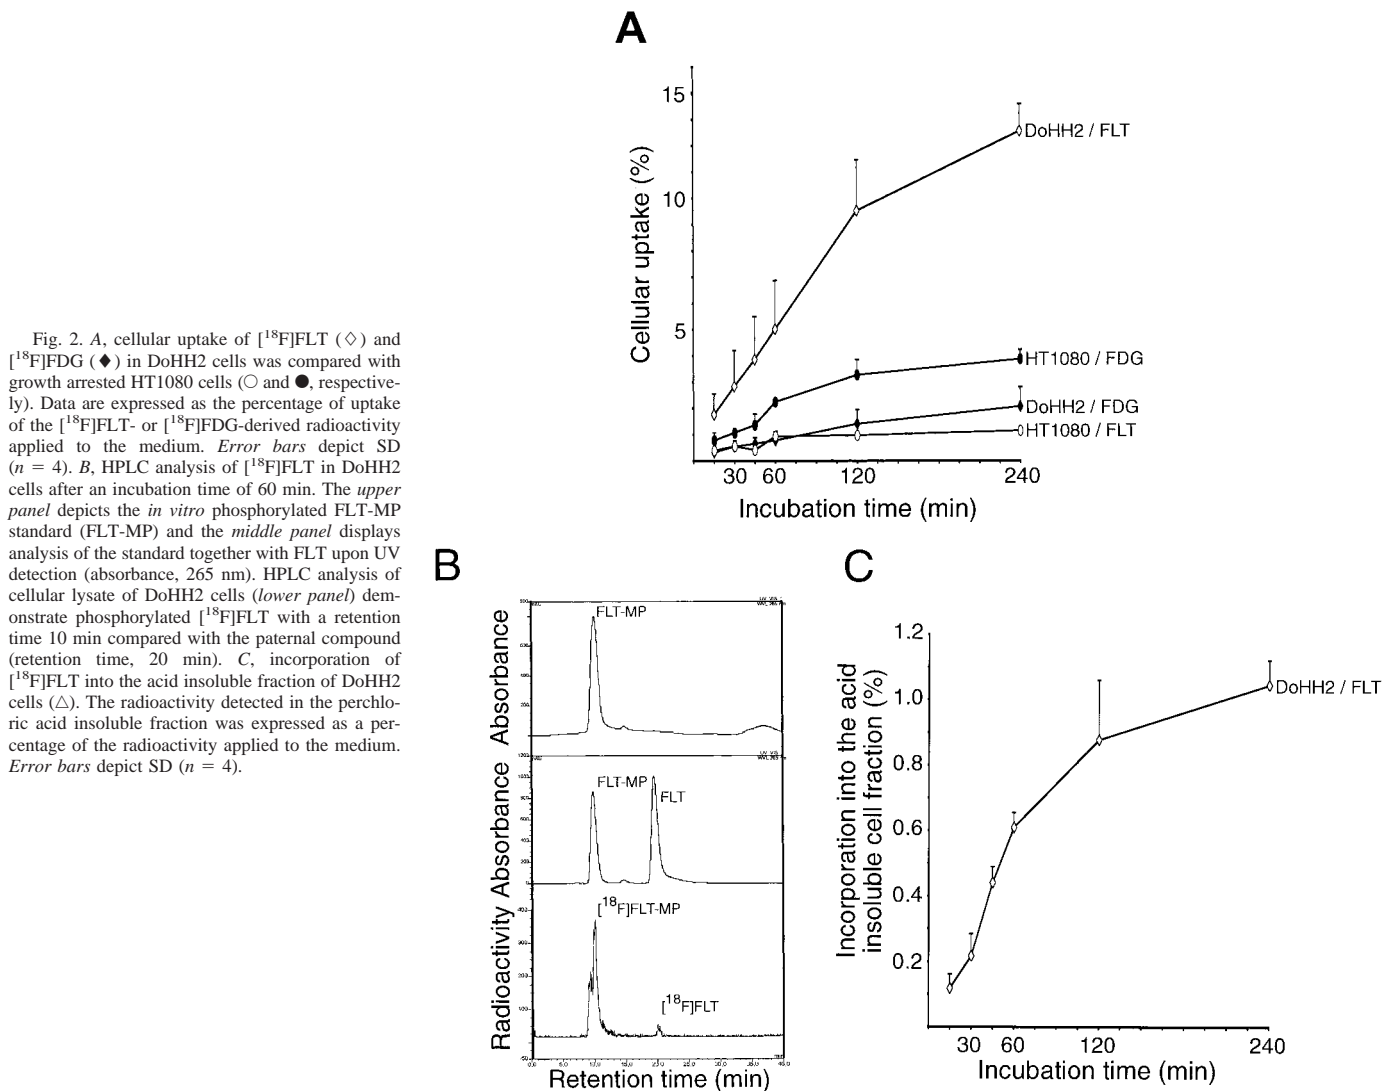 A
Cellular uptake (%)
15
10
5
DoHH2 / FLT
HT1080 / FDG
DoHH2 / FDG
HT1080 / FLT
30 60 120 240
Incubation time (min)
Fig. 2. A, cellular uptake of [18F]FLT (◇) and
[18F]FDG (◆) in DoHH2 cells was compared with
growth arrested HT1080 cells (○ and ●, respective-
ly). Data are expressed as the percentage of uptake
of the [18F]FLT- or [18F]FDG-derived radioactivity
applied to the medium. Error bars depict SD
(n = 4). B, HPLC analysis of [18F]FLT in DoHH2
cells after an incubation time of 60 min. The upper
panel depicts the in vitro phosphorylated FLT-MP
standard (FLT-MP) and the middle panel displays
analysis of the standard together with FLT upon UV
detection (absorbance, 265 nm). HPLC analysis of
cellular lysate of DoHH2 cells (lower panel) dem-
onstrate phosphorylated [18F]FLT with a retention
time 10 min compared with the paternal compound
(retention time, 20 min). C, incorporation of
[18F]FLT into the acid insoluble fraction of DoHH2
cells (△). The radioactivity detected in the perchlo-
ric acid insoluble fraction was expressed as a per-
centage of the radioactivity applied to the medium.
Error bars depict SD (n = 4).
B
Absorbance
FLT-MP
Absorbance
FLT-MP
FLT
Radioactivity
[18F]FLT-MP
[18F]FLT
Retention time (min)
C
Incorporation into the acid
insoluble cell fraction (%)
1.2
1.0
0.8
0.6
0.4
0.2
DoHH2 / FLT
30 60 120 240
Incubation time (min)